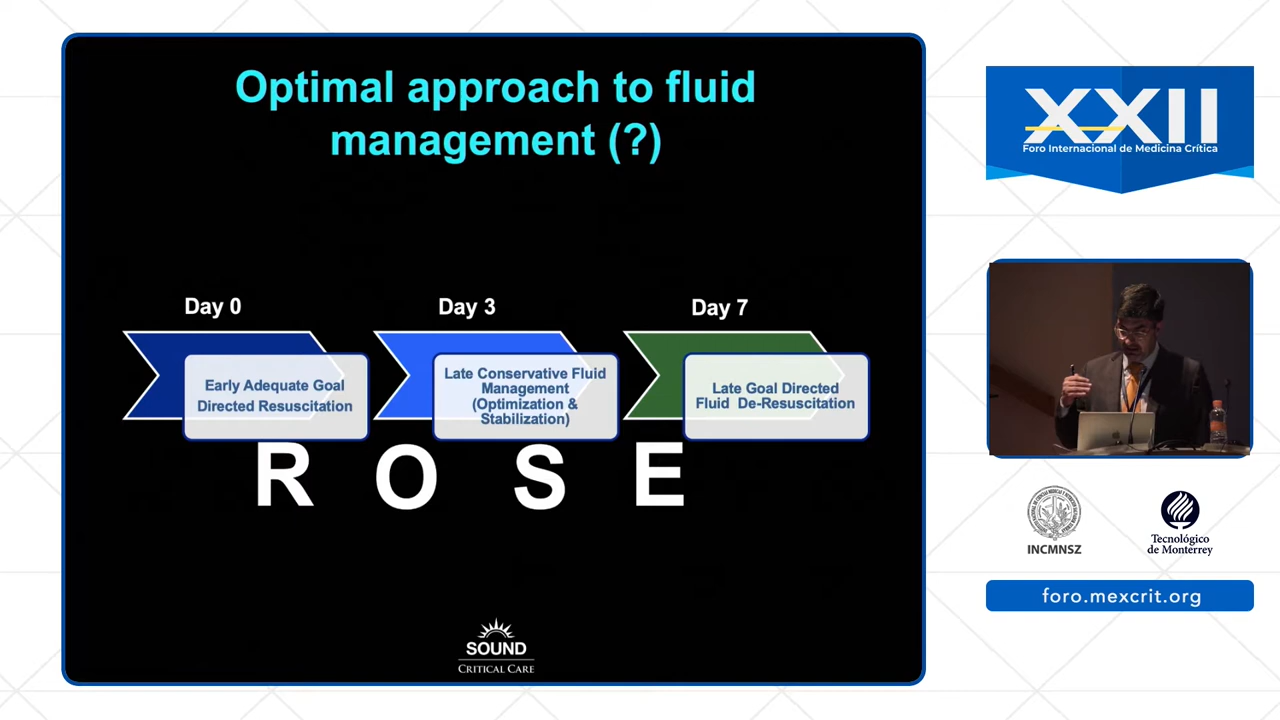 Optimal approach to fluid
management (?)
Day 0
Day 3
Day 7
Early Adequate Goal
Directed Resuscitation
Late Conservative Fluid
Management
(Optimization &
Stabilization)
Late Goal Directed
Fluid De-Resuscitation
R O S E
SOUND
CRITICAL CARE
XXII
Foro Internacional de Medicina Crítica
INCMNSZ
Tecnológico
de Monterrey
foro.mexcrit.org